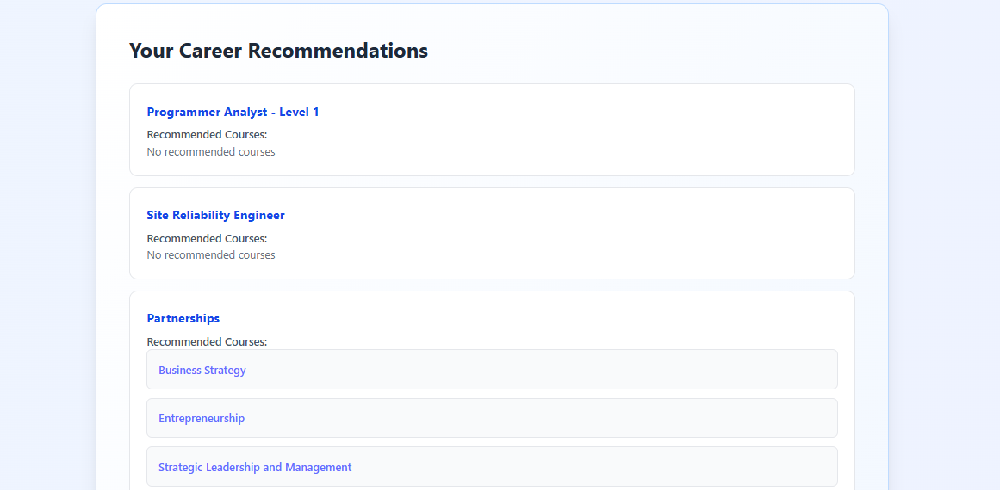 Your Career Recommendations
Programmer Analyst - Level 1
Recommended Courses:
No recommended courses
Site Reliability Engineer
Recommended Courses:
No recommended courses
Partnerships
Recommended Courses:
Business Strategy
Entrepreneurship
Strategic Leadership and Management